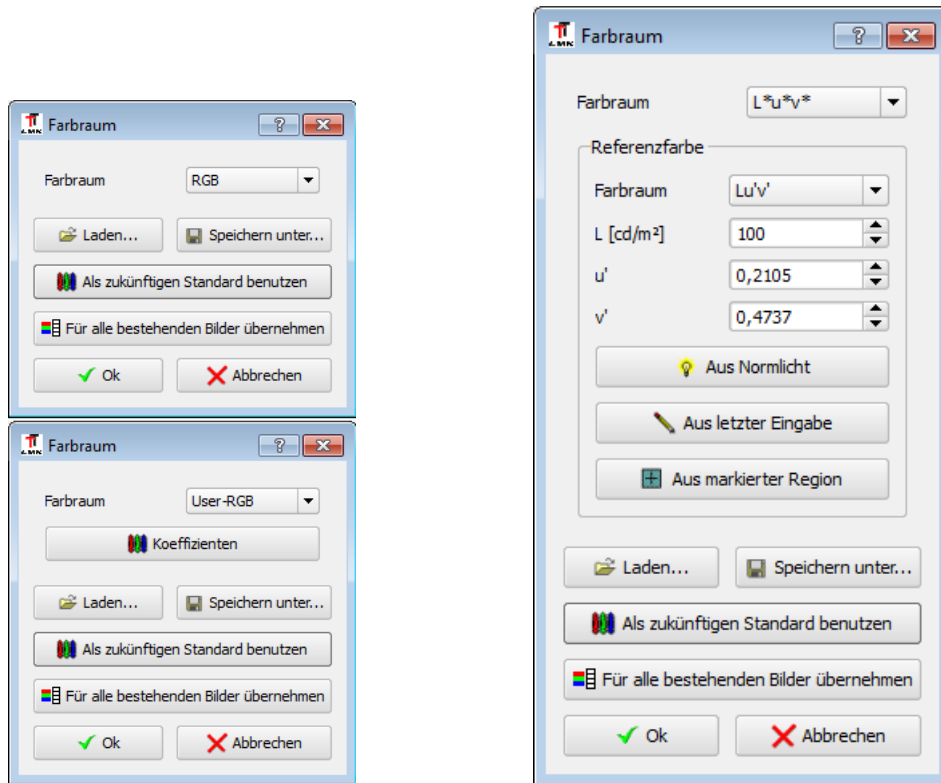 LMK Farbraum
Farbraum RGB
Laden... Speichern unter...
Als zukünftigen Standard benutzen
Für alle bestehenden Bilder übernehmen
Ok Abbrechen
LMK Farbraum
Farbraum User-RGB
Koeffizienten
Laden... Speichern unter...
Als zukünftigen Standard benutzen
Für alle bestehenden Bilder übernehmen
Ok Abbrechen
LMK Farbraum
Farbraum L*u*v*
Referenzfarbe
Farbraum Lu'v'
L [cd/m²] 100
u' 0,2105
v' 0,4737
Aus Normlicht
Aus letzter Eingabe
Aus markierter Region
Laden... Speichern unter...
Als zukünftigen Standard benutzen
Für alle bestehenden Bilder übernehmen
Ok Abbrechen